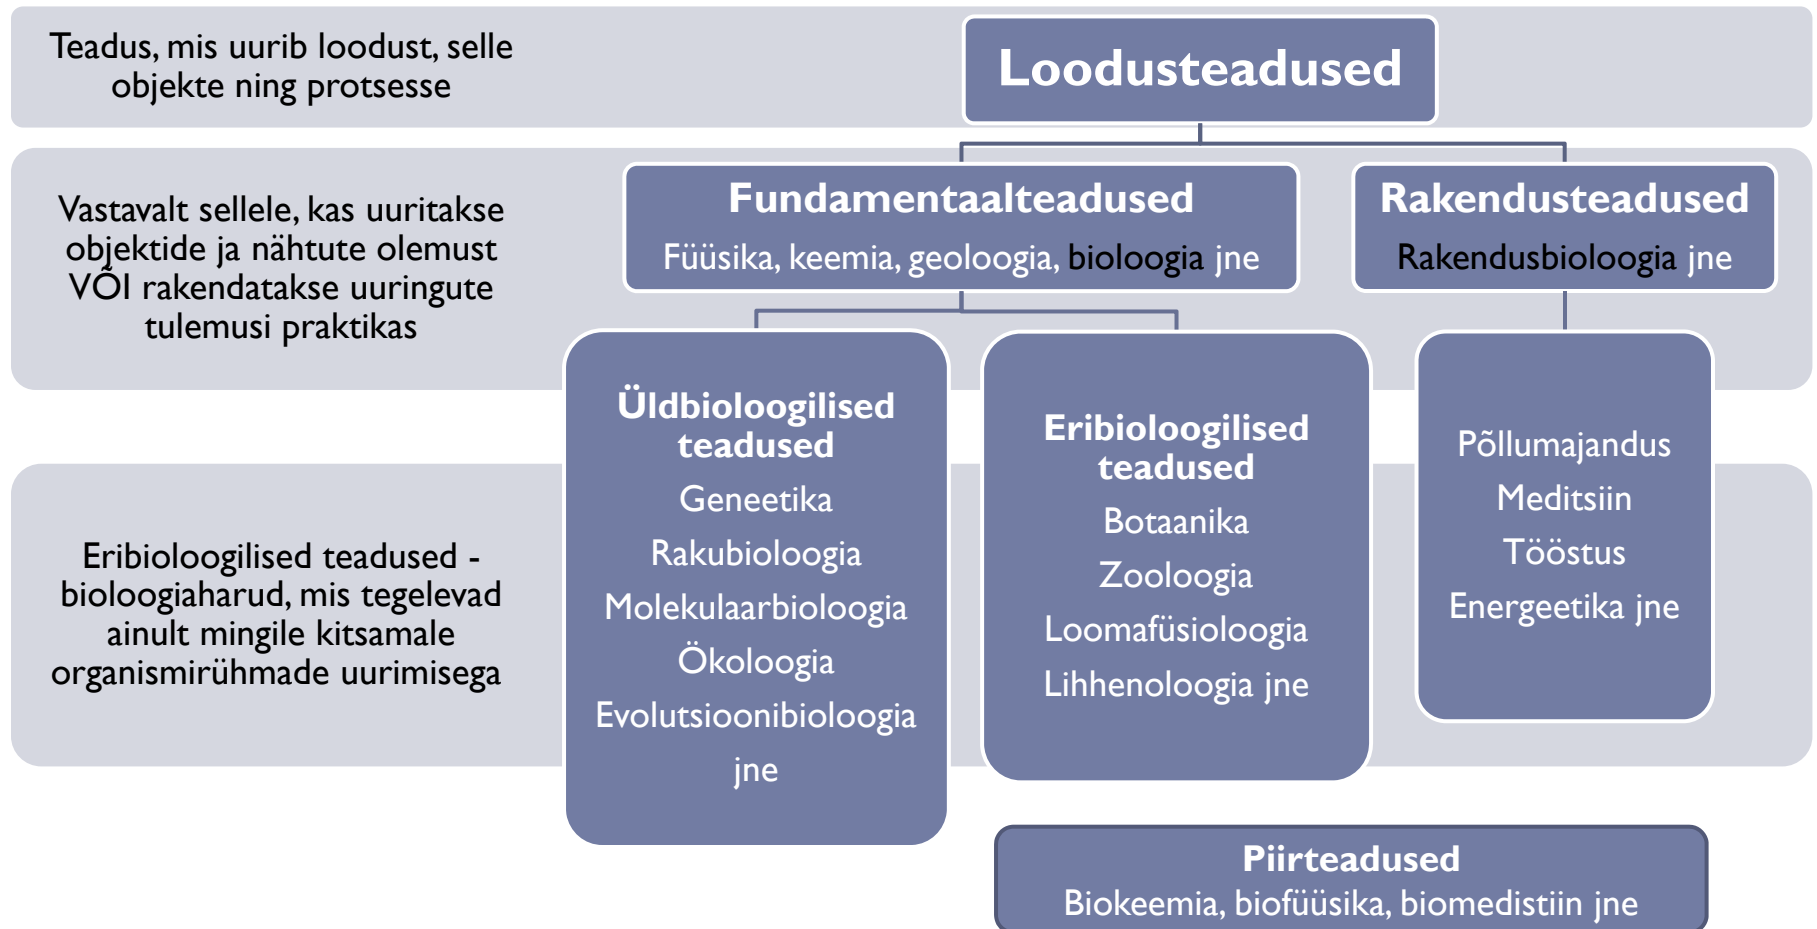 Teadus, mis uurib loodust, selle
objekte ning protsesse
Loodusteadused
Vastavalt sellele, kas uuritakse
objektide ja nähtute olemust
VÕI rakendatakse uuringute
tulemusi praktikas
Fundamentaalteadused
Füüsika, keemia, geoloogia, bioloogia jne
Rakendusteadused
Rakendusbioloogia jne
Eribioloogilised teadused -
bioloogiaharud, mis tegelevad
ainult mingile kitsamale
organismirühmade uurimisega
Üldbioloogilised
teadused
Geneetika
Rakubioloogia
Molekulaarbioloogia
Ökoloogia
Evolutsioonibioloogia
jne
Eribioloogilised
teadused
Botaanika
Zooloogia
Loomafüsioloogia
Lihhenoloogia jne
Põllumajandus
Meditsiin
Tööstus
Energeetika jne
Piirteadused
Biokeemia, biofüüsika, biomedistiin jne